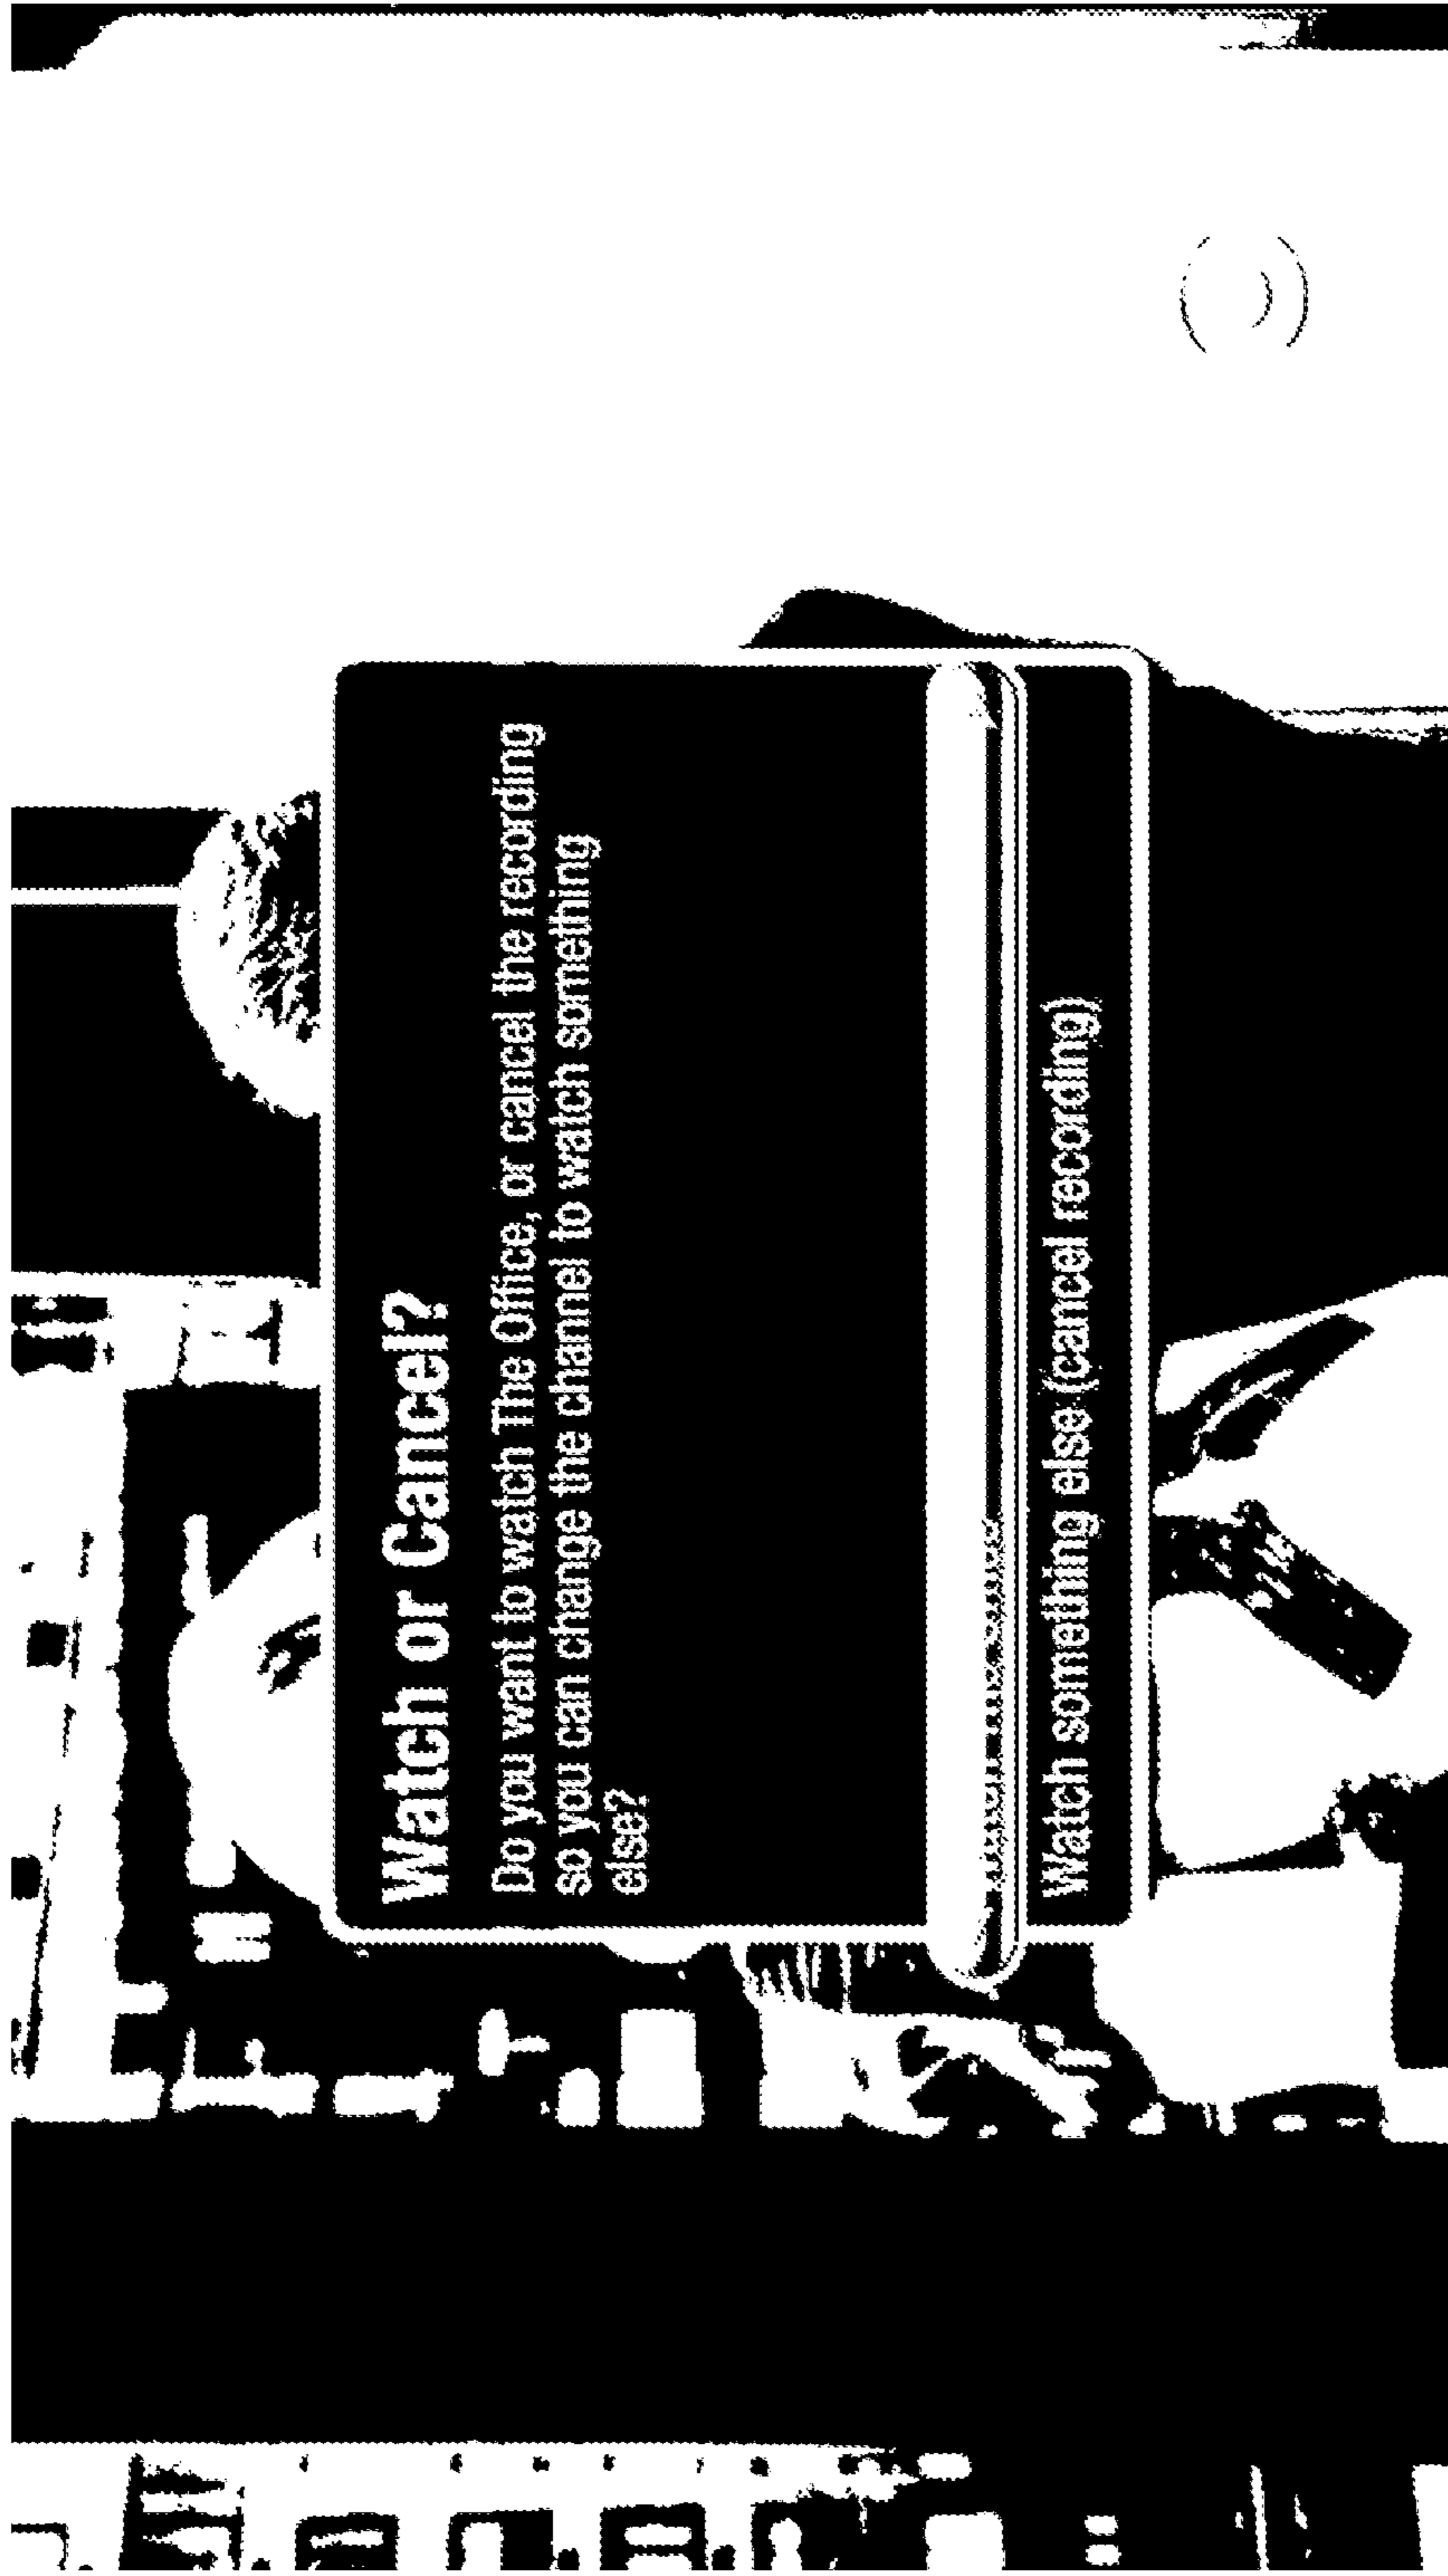 Watch or Cancel?
Do you want to watch The Office, or cancel the recording
so you can change the channel to watch something
else?
Watch something else (cancel recording)